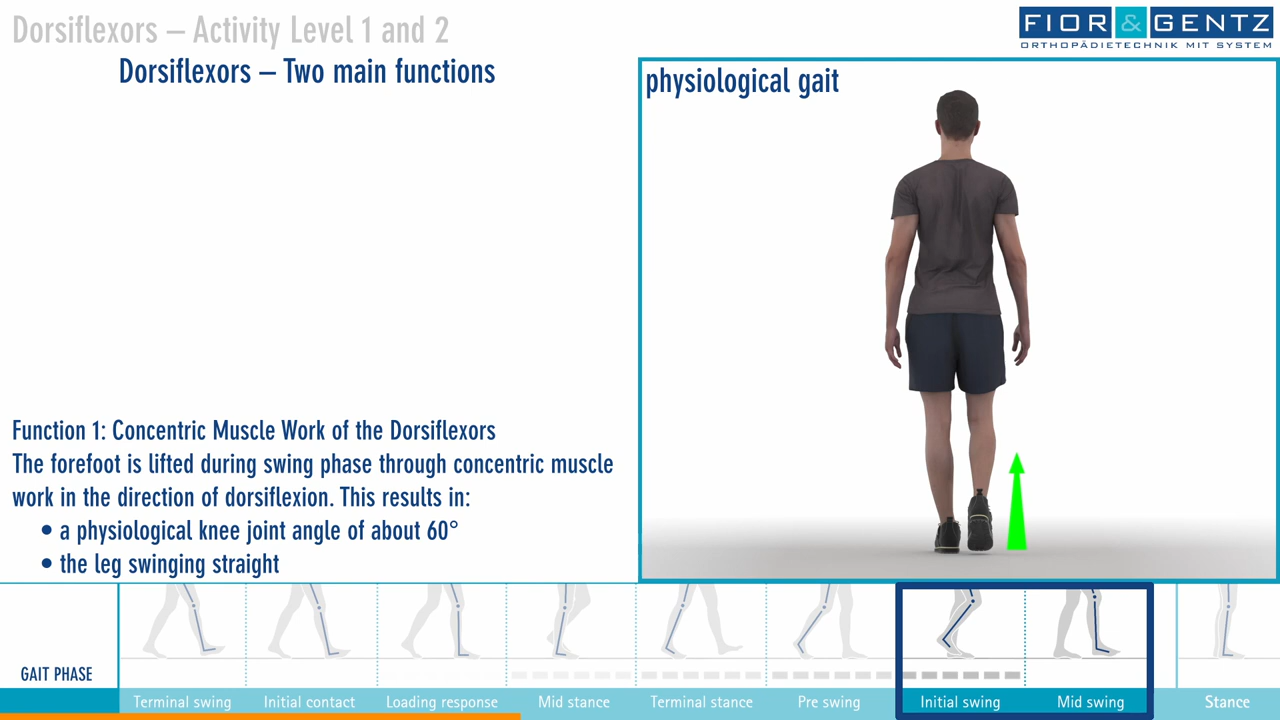 Dorsiflexors – Activity Level 1 and 2
FIOR & GENTZ
ORTHOPÄDIETECHNIK MIT SYSTEM
Dorsiflexors – Two main functions
physiological gait
Function 1: Concentric Muscle Work of the Dorsiflexors
The forefoot is lifted during swing phase through concentric muscle
work in the direction of dorsiflexion. This results in:
• a physiological knee joint angle of about 60°
• the leg swinging straight
GAIT PHASE
Terminal swing
Initial contact
Loading response
Mid stance
Terminal stance
Pre swing
Initial swing
Mid swing
Stance